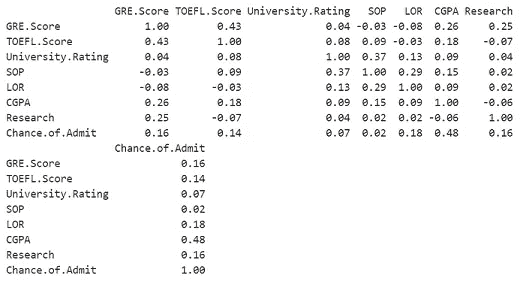 GRE.Score TOEFL.Score University.Rating SOP LOR CGPA Research
GRE.Score 1.00 0.43 0.04 -0.03 -0.08 0.26 0.25
TOEFL.Score 0.43 1.00 0.08 0.09 -0.03 0.18 -0.07
University.Rating 0.04 0.08 1.00 0.37 0.13 0.09 0.04
SOP -0.03 0.09 0.37 1.00 0.29 0.15 0.02
LOR -0.08 -0.03 0.13 0.29 1.00 0.09 0.02
CGPA 0.26 0.18 0.09 0.15 0.09 1.00 -0.06
Research 0.25 -0.07 0.04 0.02 0.02 -0.06 1.00
Chance.of.Admit 0.16 0.14 0.07 0.02 0.18 0.48 0.16
Chance.of.Admit
GRE.Score 0.16
TOEFL.Score 0.14
University.Rating 0.07
SOP 0.02
LOR 0.18
CGPA 0.48
Research 0.16
Chance.of.Admit 1.00